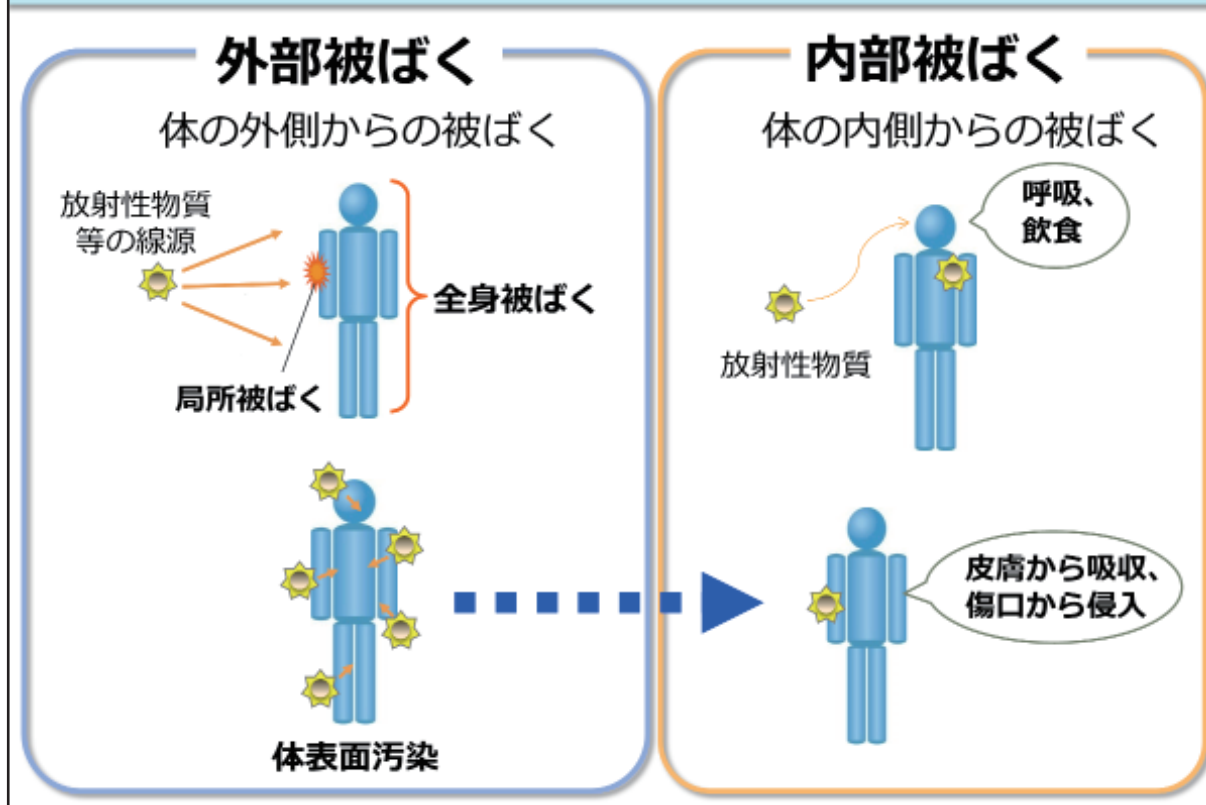 外部被ばく
体の外側からの被ばく
放射性物質
等の線源
全身被ばく
局所被ばく
体表面汚染
内部被ばく
体の内側からの被ばく
呼吸、
飲食
放射性物質
皮膚から吸収、
傷口から侵入